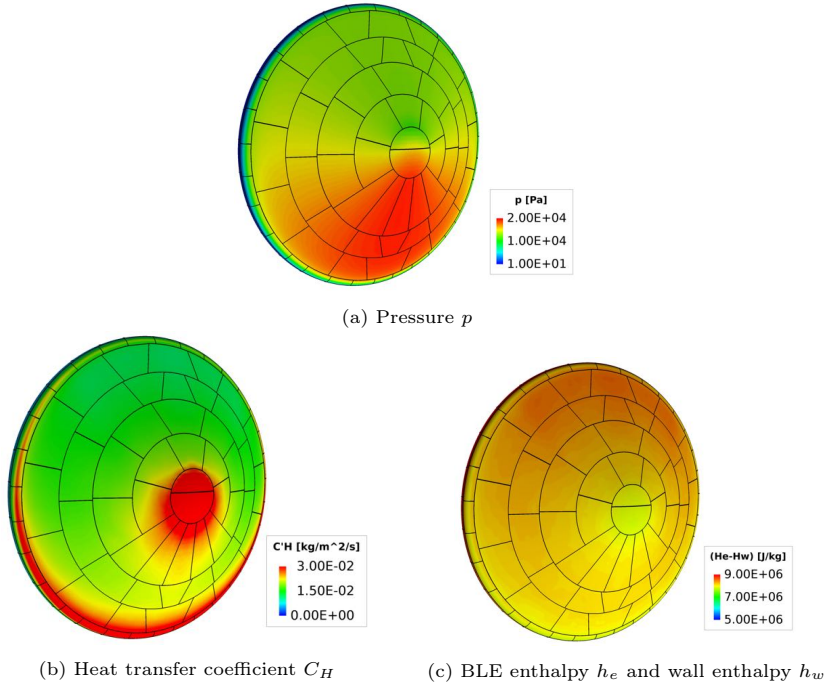 p [Pa]
2.00E+04
1.00E+04
1.00E+01
(a) Pressure p
C'H [kg/m^2/s]
3.00E-02
1.50E-02
0.00E+00
(He-Hw) [J/kg]
9.00E+06
7.00E+06
5.00E+06
(b) Heat transfer coefficient C_H
(c) BLE enthalpy h_e and wall enthalpy h_w